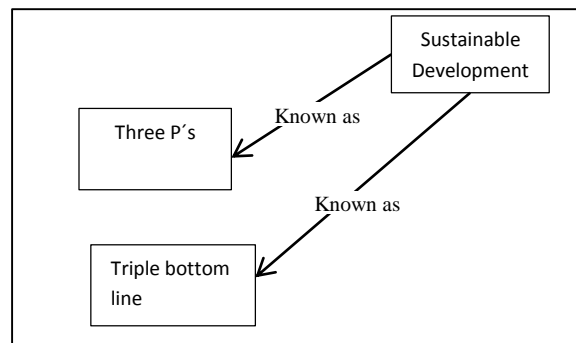 Sustainable
Development
Known as
Three P´s
Known as
Triple bottom
line